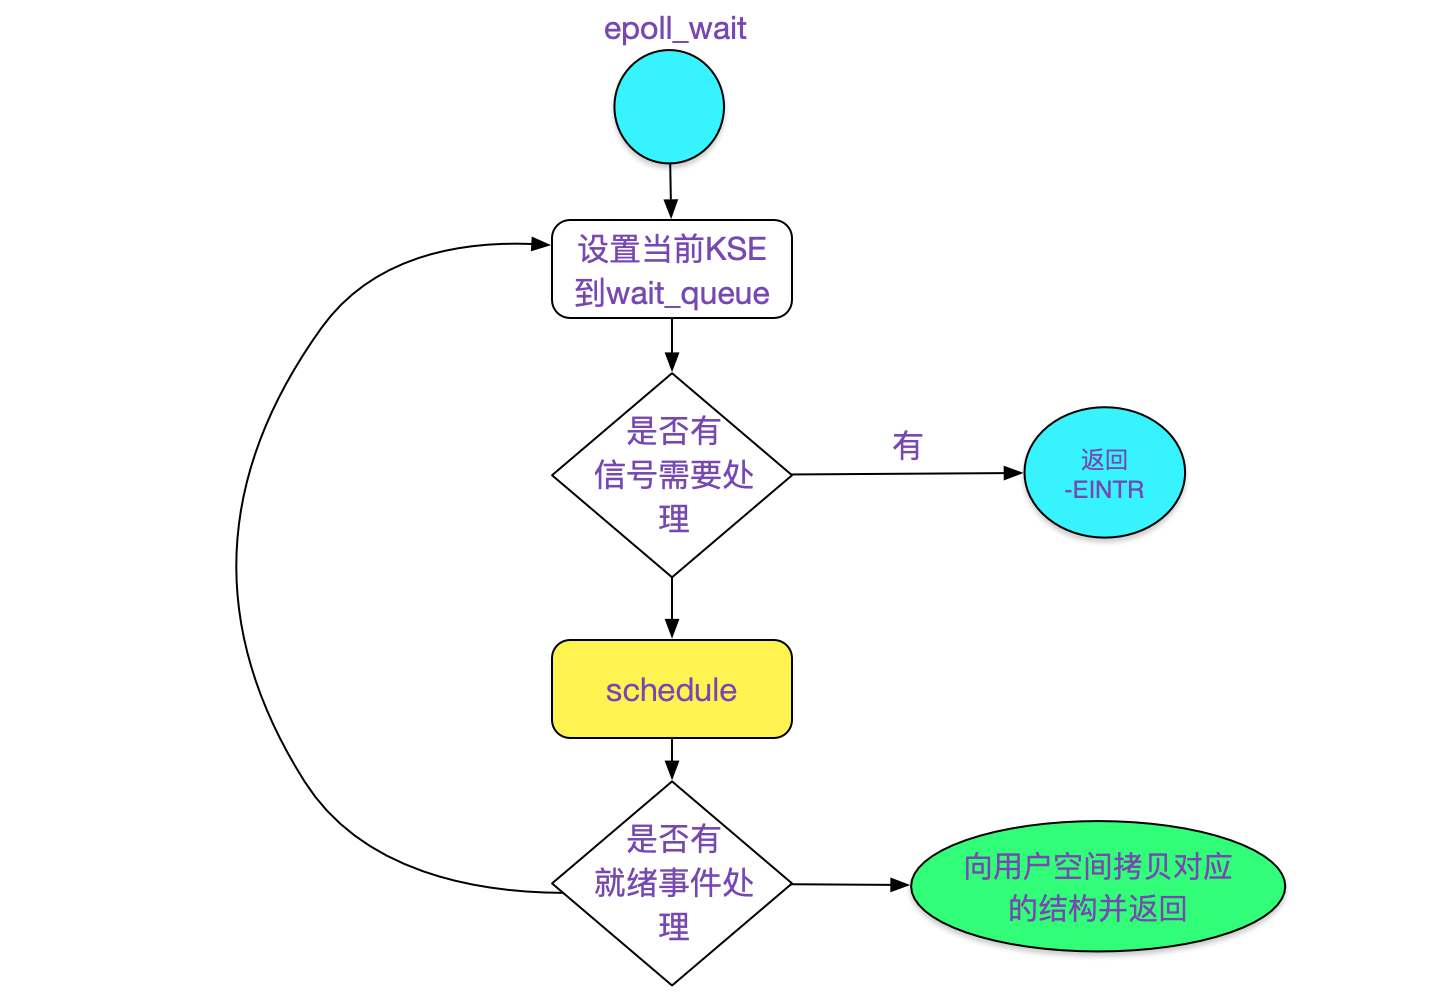 epoll_wait
设置当前KSE
到wait_queue
是否有
信号需要处
理
有
返回
-EINTR
schedule
是否有
就绪事件处
理
向用户空间拷贝对应
的结构并返回